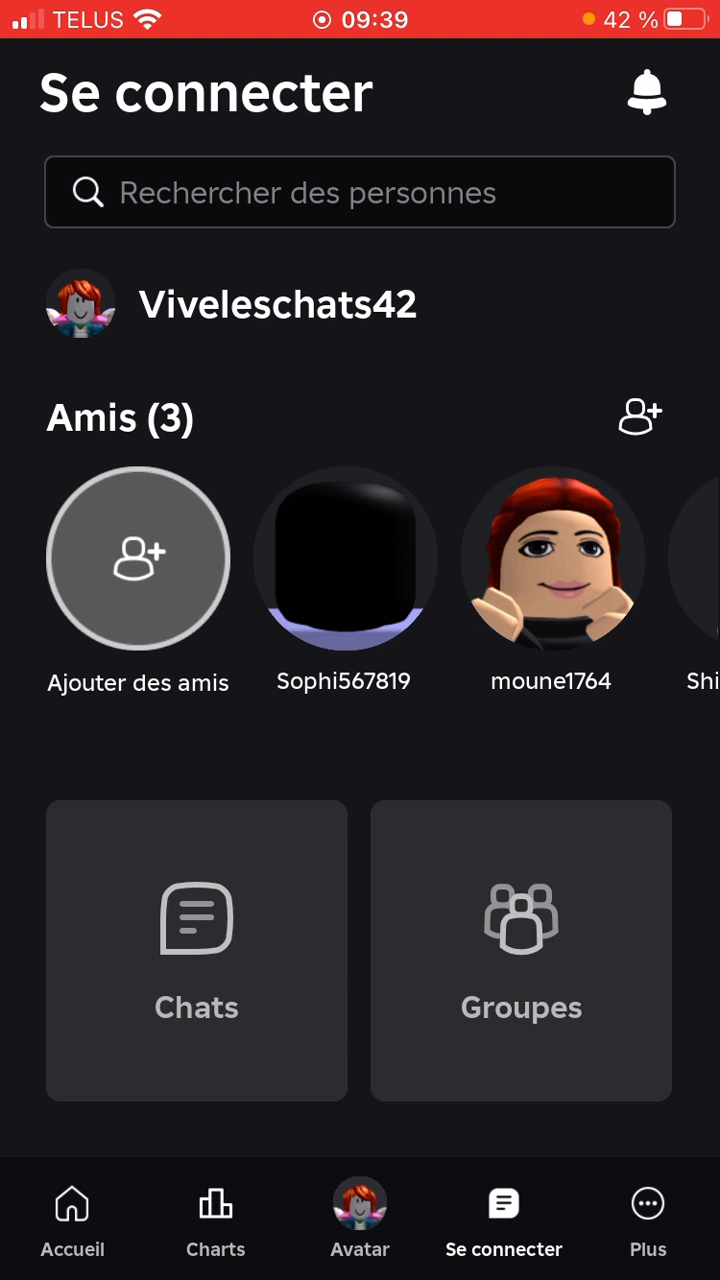 TELUS 09:39 42 %
Se connecter
Rechercher des personnes
Viveleschats42
Amis (3)
Ajouter des amis Sophi567819 moune1764 Shi
Chats Groupes
Accueil Charts Avatar Se connecter Plus